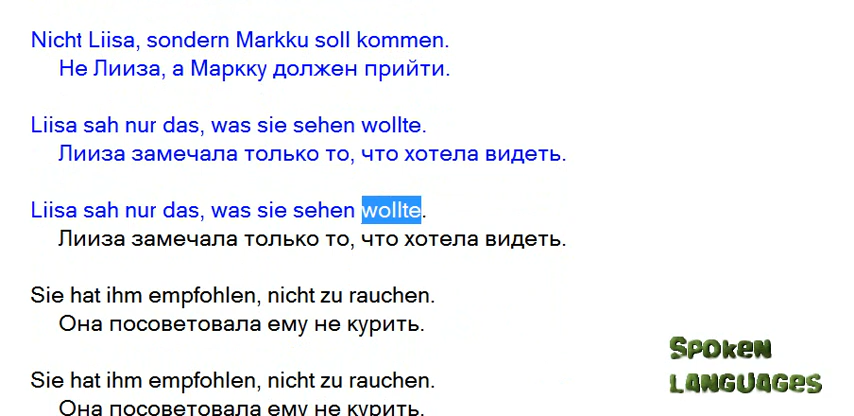 Nicht Liisa, sondern Markku soll kommen.
Не Лииза, а Маркку должен прийти.
Liisa sah nur das, was sie sehen wollte.
Лииза замечала только то, что хотела видеть.
Liisa sah nur das, was sie sehen wollte.
Лииза замечала только то, что хотела видеть.
Sie hat ihm empfohlen, nicht zu rauchen.
Она посоветовала ему не курить.
Sie hat ihm empfohlen, nicht zu rauchen.
Она посоветовала ему не курить.
Spoken
Languages